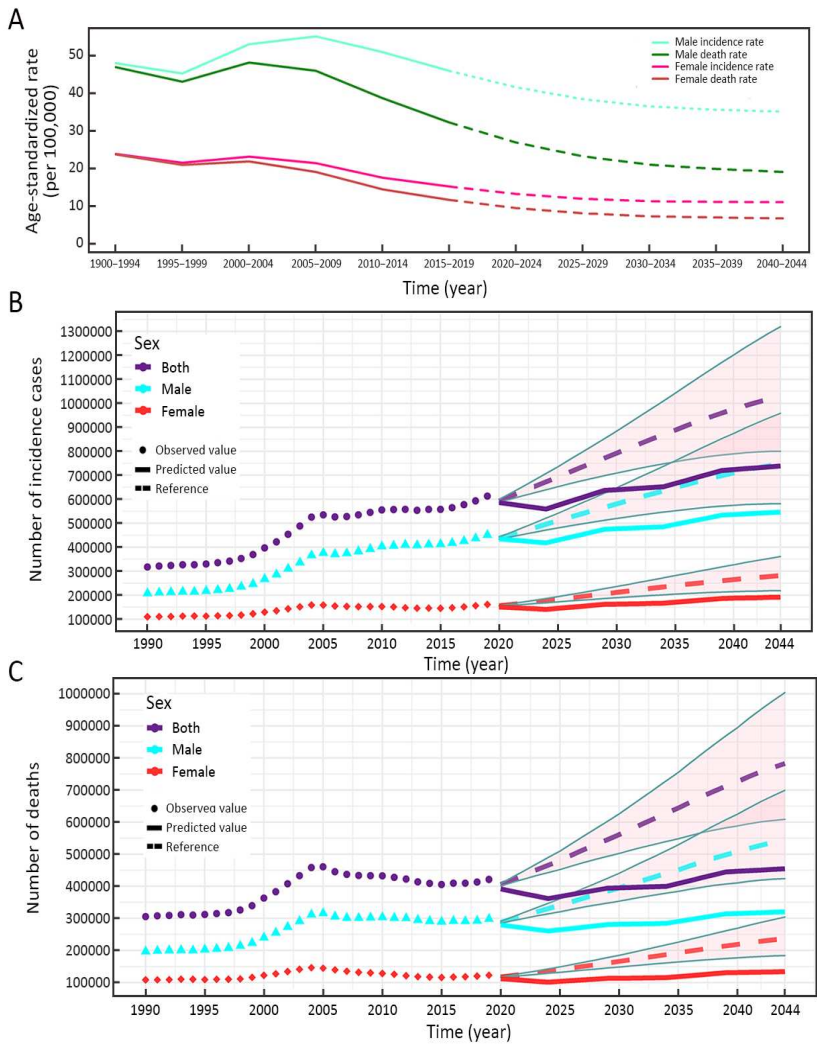 A
Age-standardized rate
(per 100,000)
50
40
30
20
10
0
Male incidence rate
Male death rate
Female incidence rate
Female death rate
1900–1994 1995–1999 2000–2004 2005–2009 2010–2014 2015–2019 2020–2024 2025–2029 2030–2034 2035–2039 2040–2044
Time (year)
B
Number of incidence cases
1300000
1200000
1100000
1000000
900000
800000
700000
600000
500000
400000
300000
200000
100000
Sex
Both
Male
Female
Observed value
Predicted value
Reference
1990 1995 2000 2005 2010 2015 2020 2025 2030 2035 2040 2044
Time (year)
C
Number of deaths
1000000
900000
800000
700000
600000
500000
400000
300000
200000
100000
Sex
Both
Male
Female
Observed value
Predicted value
Reference
1990 1995 2000 2005 2010 2015 2020 2025 2030 2035 2040 2044
Time (year)